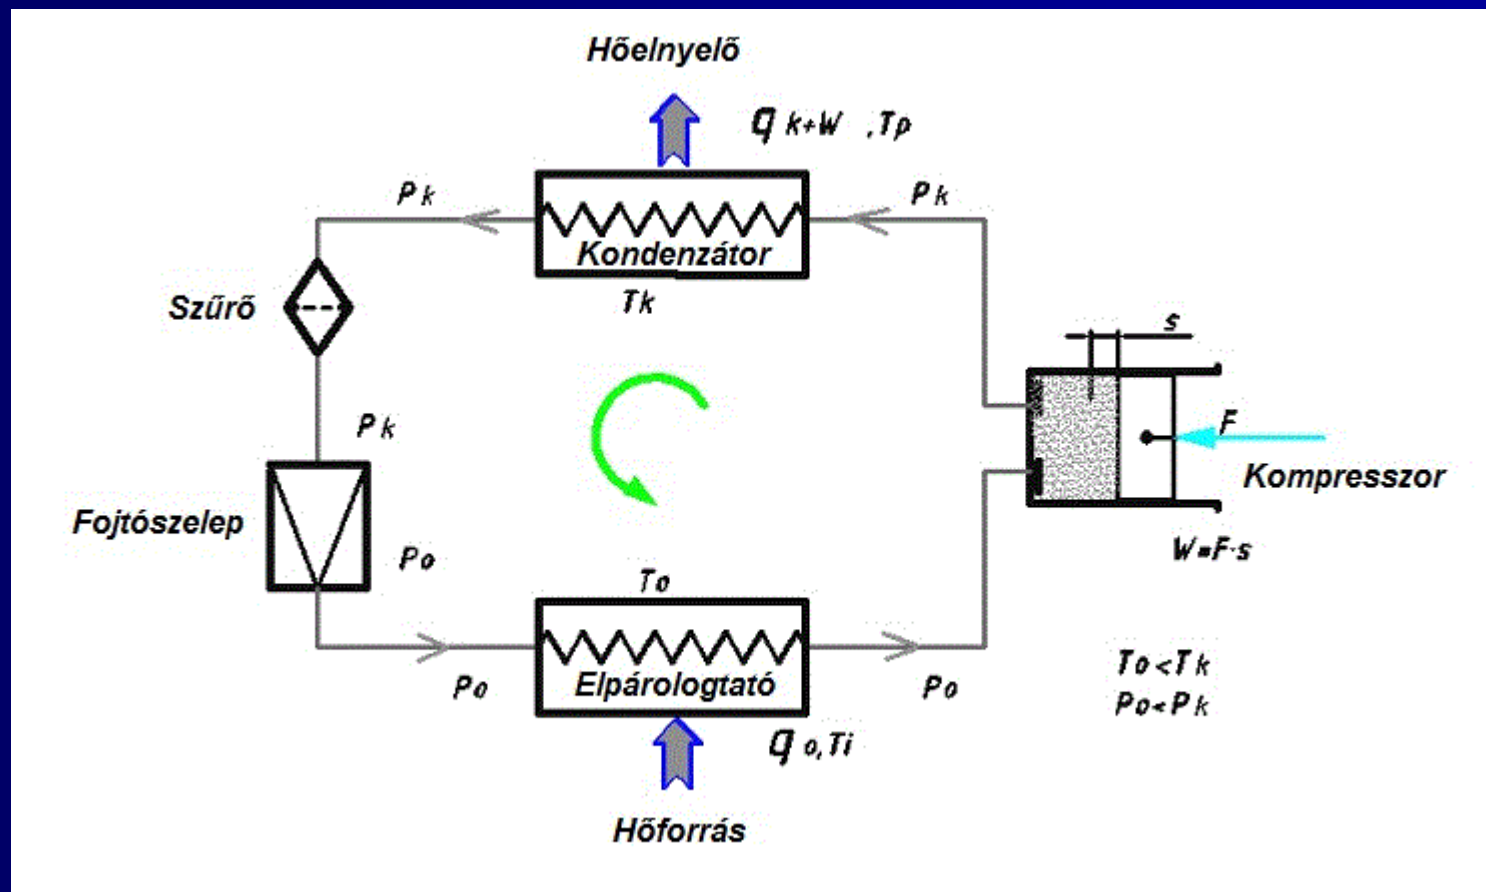 Hőelnyelő
q k+W ,Tp
Pk
Pk
Kondenzátor
Tk
Szűrő
s
Pk
F
Kompresszor
Fojtószelep
Po
W=F·s
To
Po
Elpárologtató
Po
To<Tk
Po<Pk
q o,Ti
Hőforrás